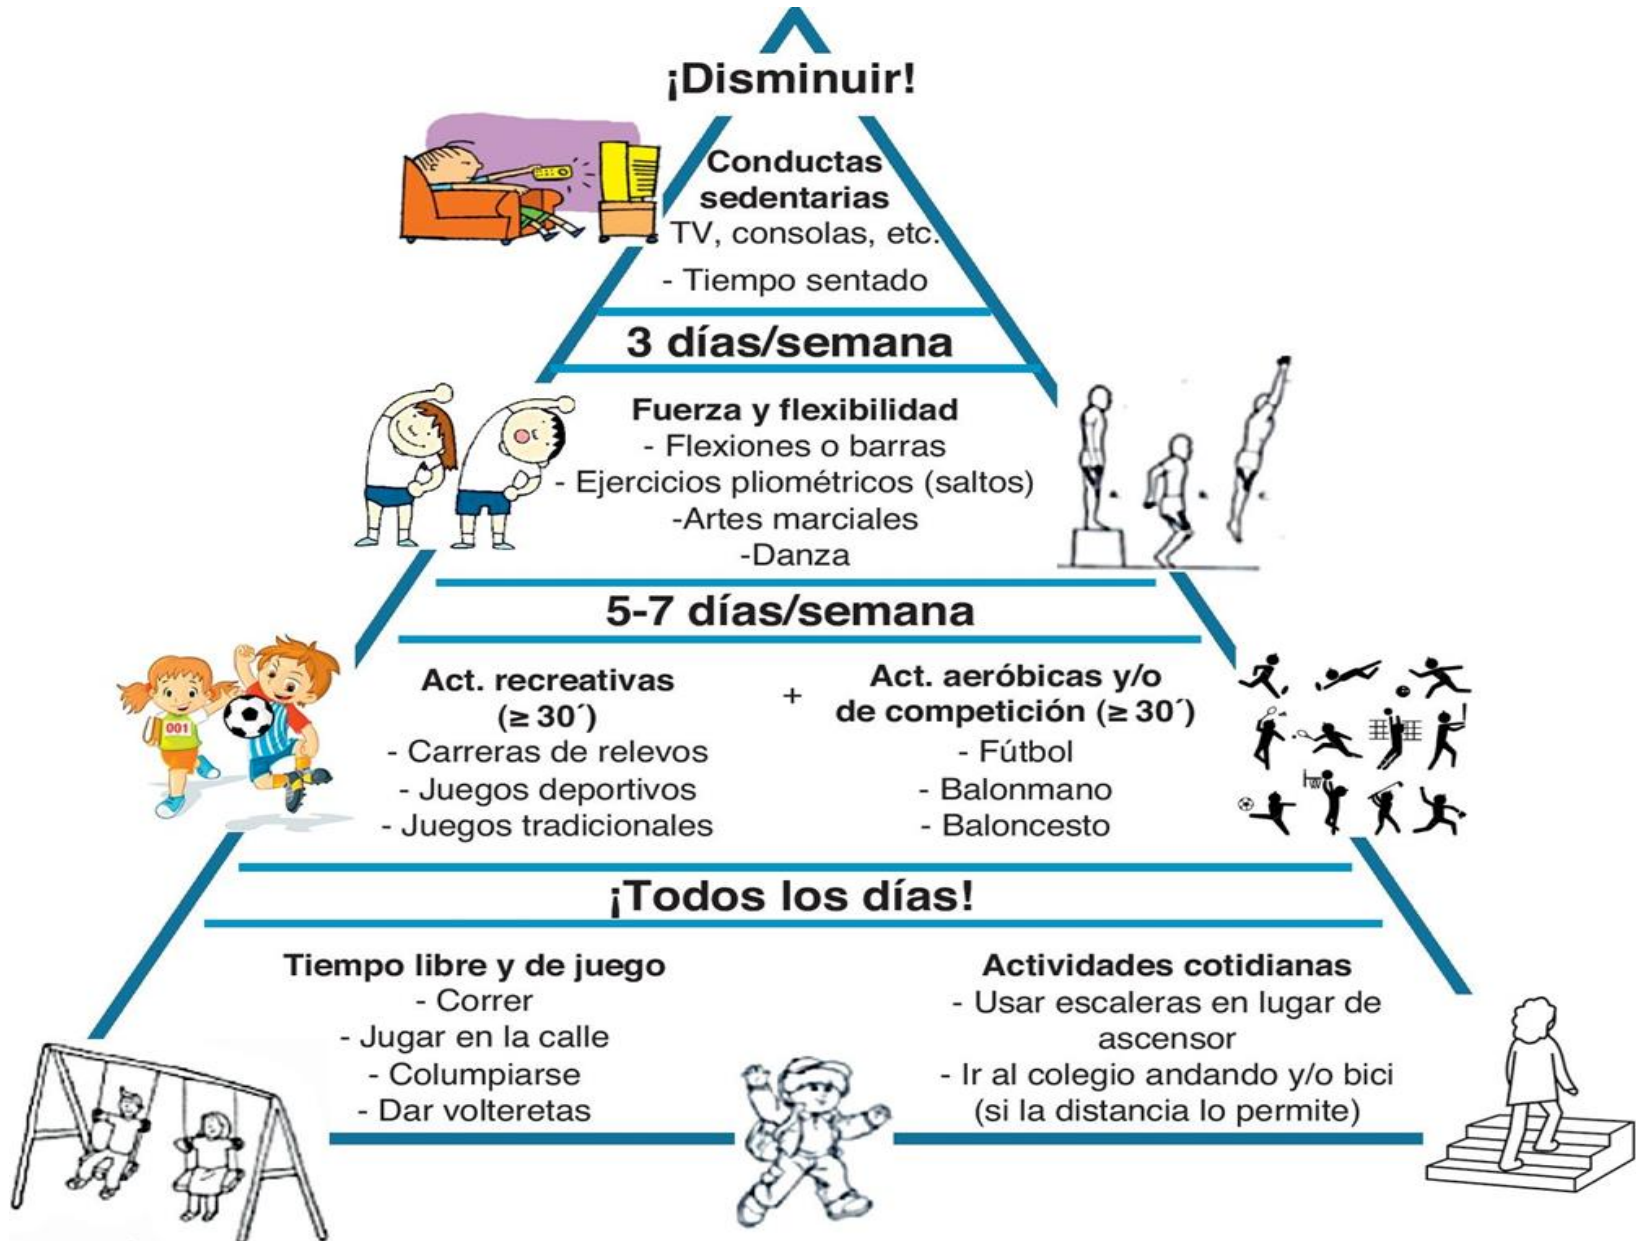 ¡Disminuir!
Conductas
sedentarias
TV, consolas, etc.
- Tiempo sentado
3 días/semana
Fuerza y flexibilidad
- Flexiones o barras
- Ejercicios pliométricos (saltos)
-Artes marciales
-Danza
5-7 días/semana
Act. recreativas
(≥ 30´)
- Carreras de relevos
- Juegos deportivos
- Juegos tradicionales
+
Act. aeróbicas y/o
de competición (≥ 30´)
- Fútbol
- Balonmano
- Baloncesto
001
¡Todos los días!
Tiempo libre y de juego
- Correr
- Jugar en la calle
- Columpiarse
- Dar volteretas
Actividades cotidianas
- Usar escaleras en lugar de
ascensor
- Ir al colegio andando y/o bici
(si la distancia lo permite)